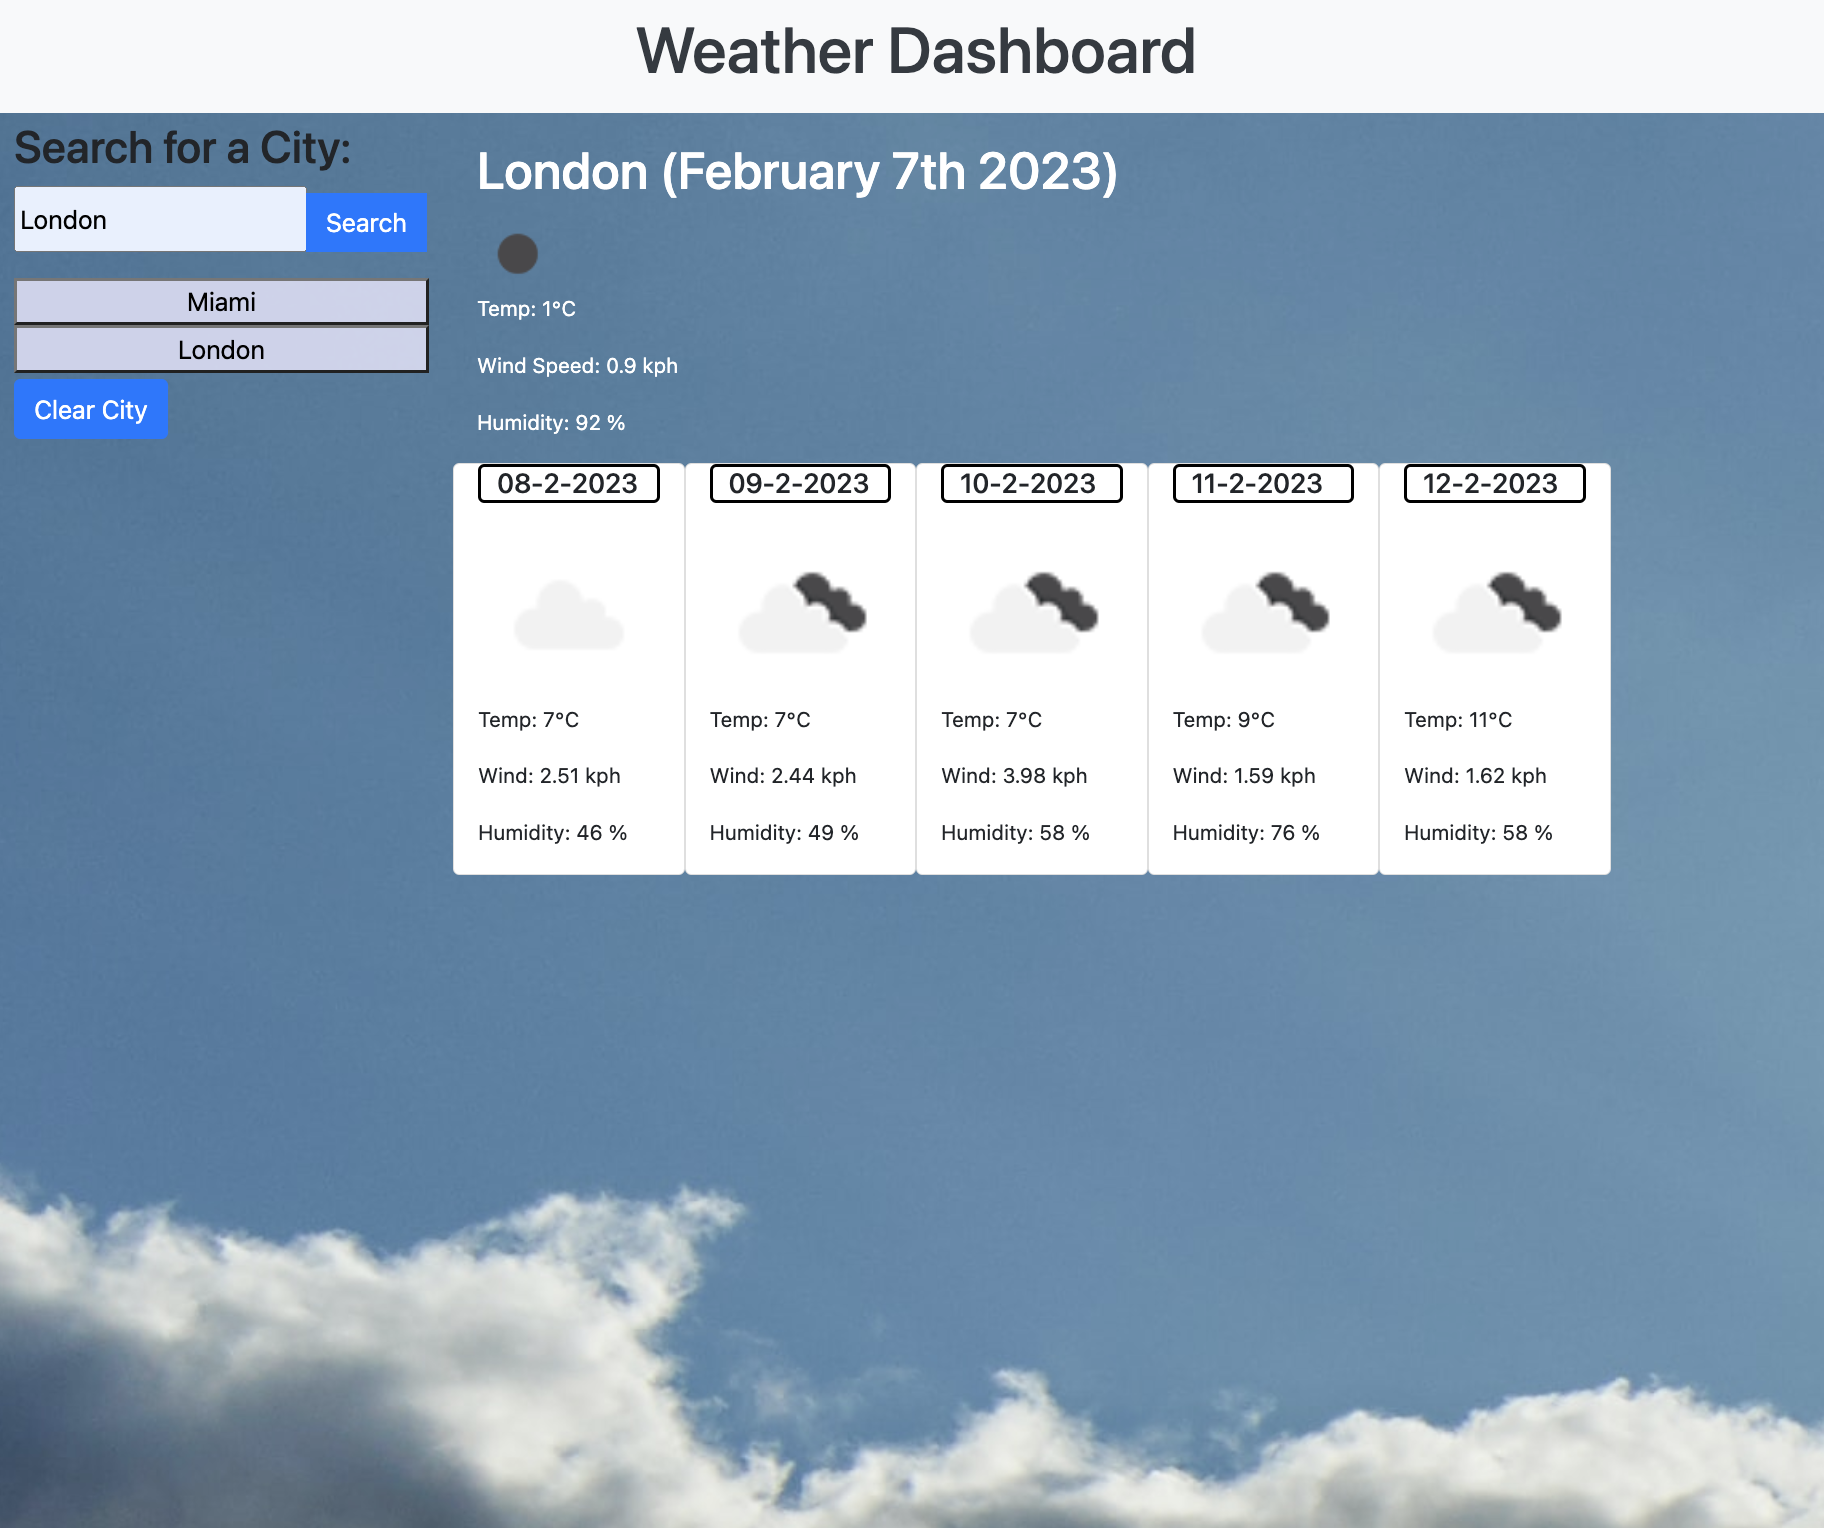 Weather Dashboard
Search for a City:
London
Search
Miami
London
Clear City
London (February 7th 2023)
Temp: 1°C
Wind Speed: 0.9 kph
Humidity: 92 %
08-2-2023
Temp: 7°C
Wind: 2.51 kph
Humidity: 46 %
09-2-2023
Temp: 7°C
Wind: 2.44 kph
Humidity: 49 %
10-2-2023
Temp: 7°C
Wind: 3.98 kph
Humidity: 58 %
11-2-2023
Temp: 9°C
Wind: 1.59 kph
Humidity: 76 %
12-2-2023
Temp: 11°C
Wind: 1.62 kph
Humidity: 58 %